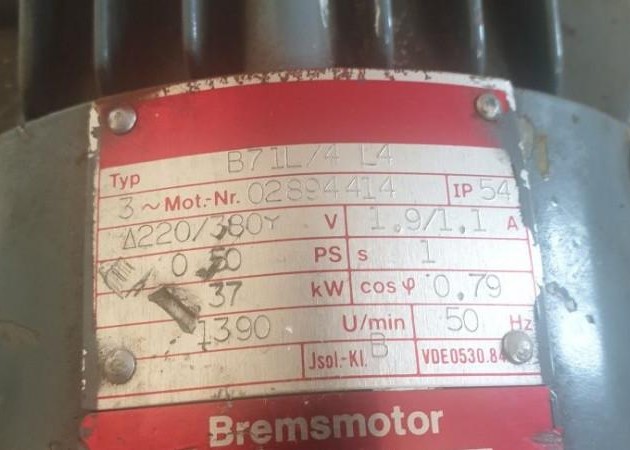 Typ B71L/4 L4
3~Mot.-Nr. 02894414 IP 54
Δ220/380Y V 1.9/1.1 A
0 50 PS s 1
37 kW cos φ 0.79
1390 U/min 50 Hz
Jsol.-Kl. B VDE0530.84
Bremsmotor